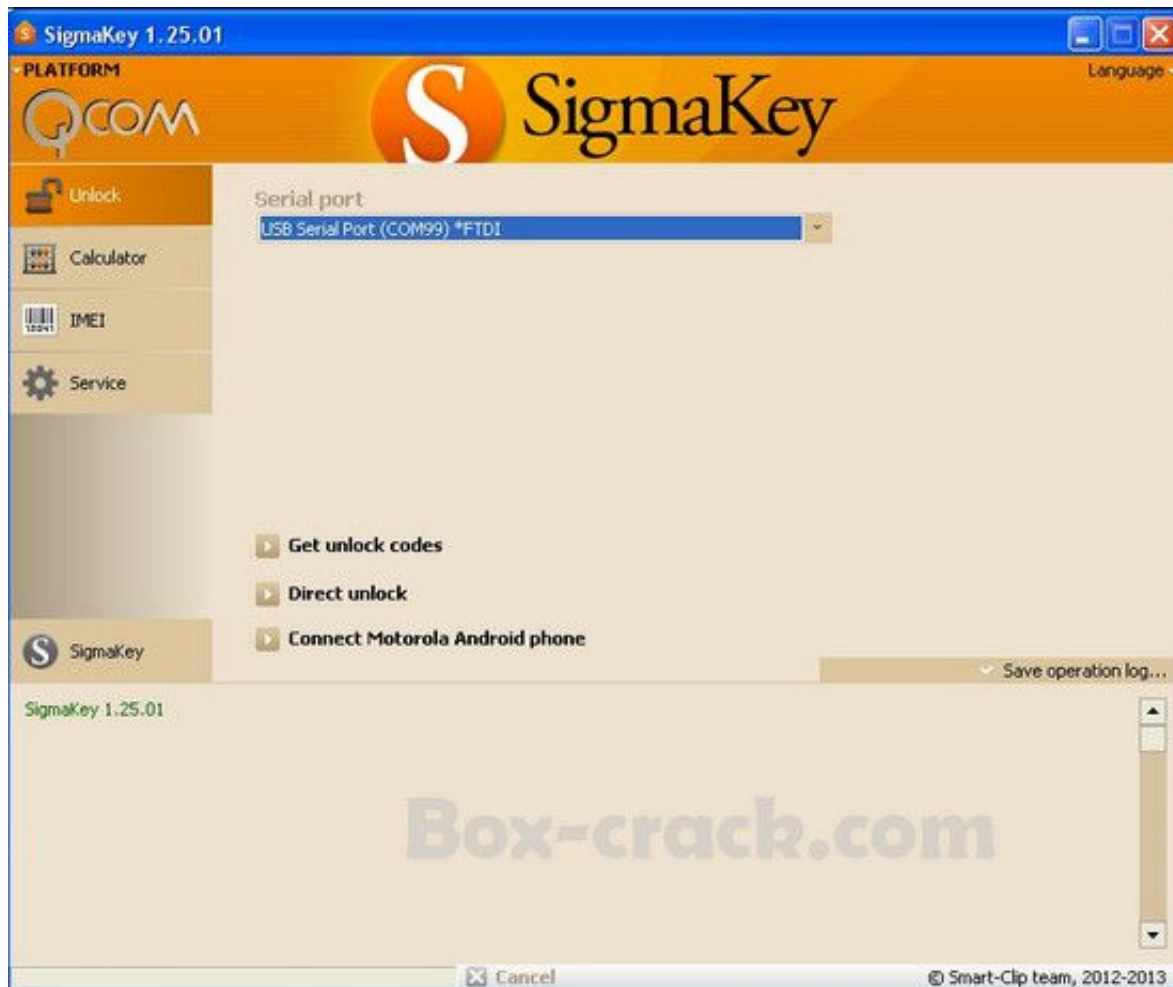 SigmaKey 1.25.01
PLATFORM
Language
QCOM
SigmaKey
Unlock
Serial port
USB Serial Port (COM99) *FTDI
Calculator
IMEI
Service
Get unlock codes
Direct unlock
Connect Motorola Android phone
SigmaKey
Save operation log...
SigmaKey 1.25.01
Box-crack.com
Cancel
© Smart-Clip team, 2012-2013